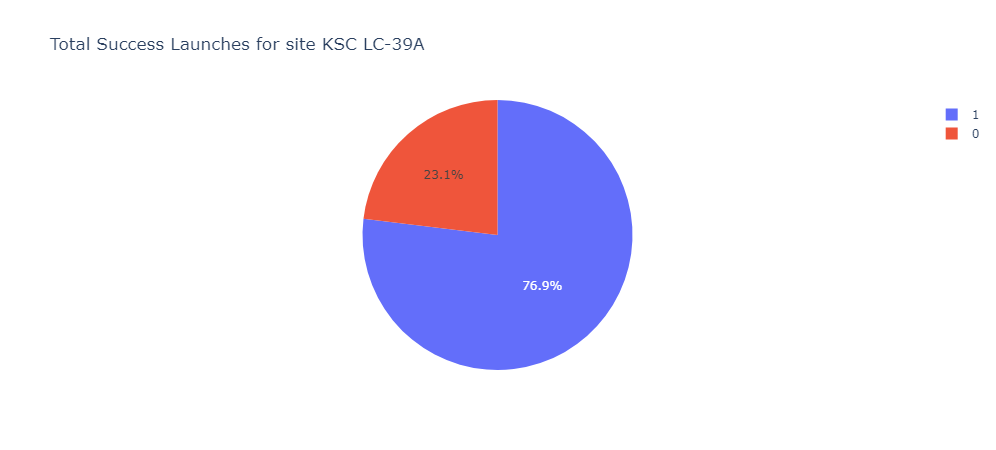 Total Success Launches for site KSC LC-39A
1
0
23.1%
76.9%